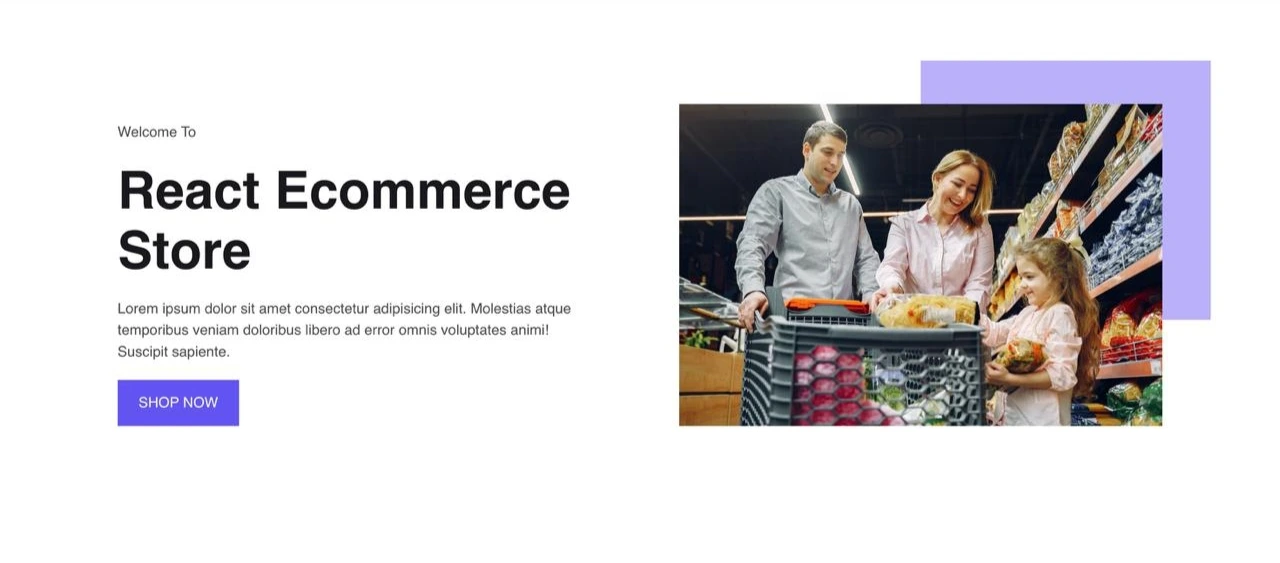 Welcome To
React Ecommerce
Store
Lorem ipsum dolor sit amet consectetur adipisicing elit. Molestias atque
temporibus veniam doloribus libero ad error omnis voluptates animi!
Suscipit sapiente.
SHOP NOW